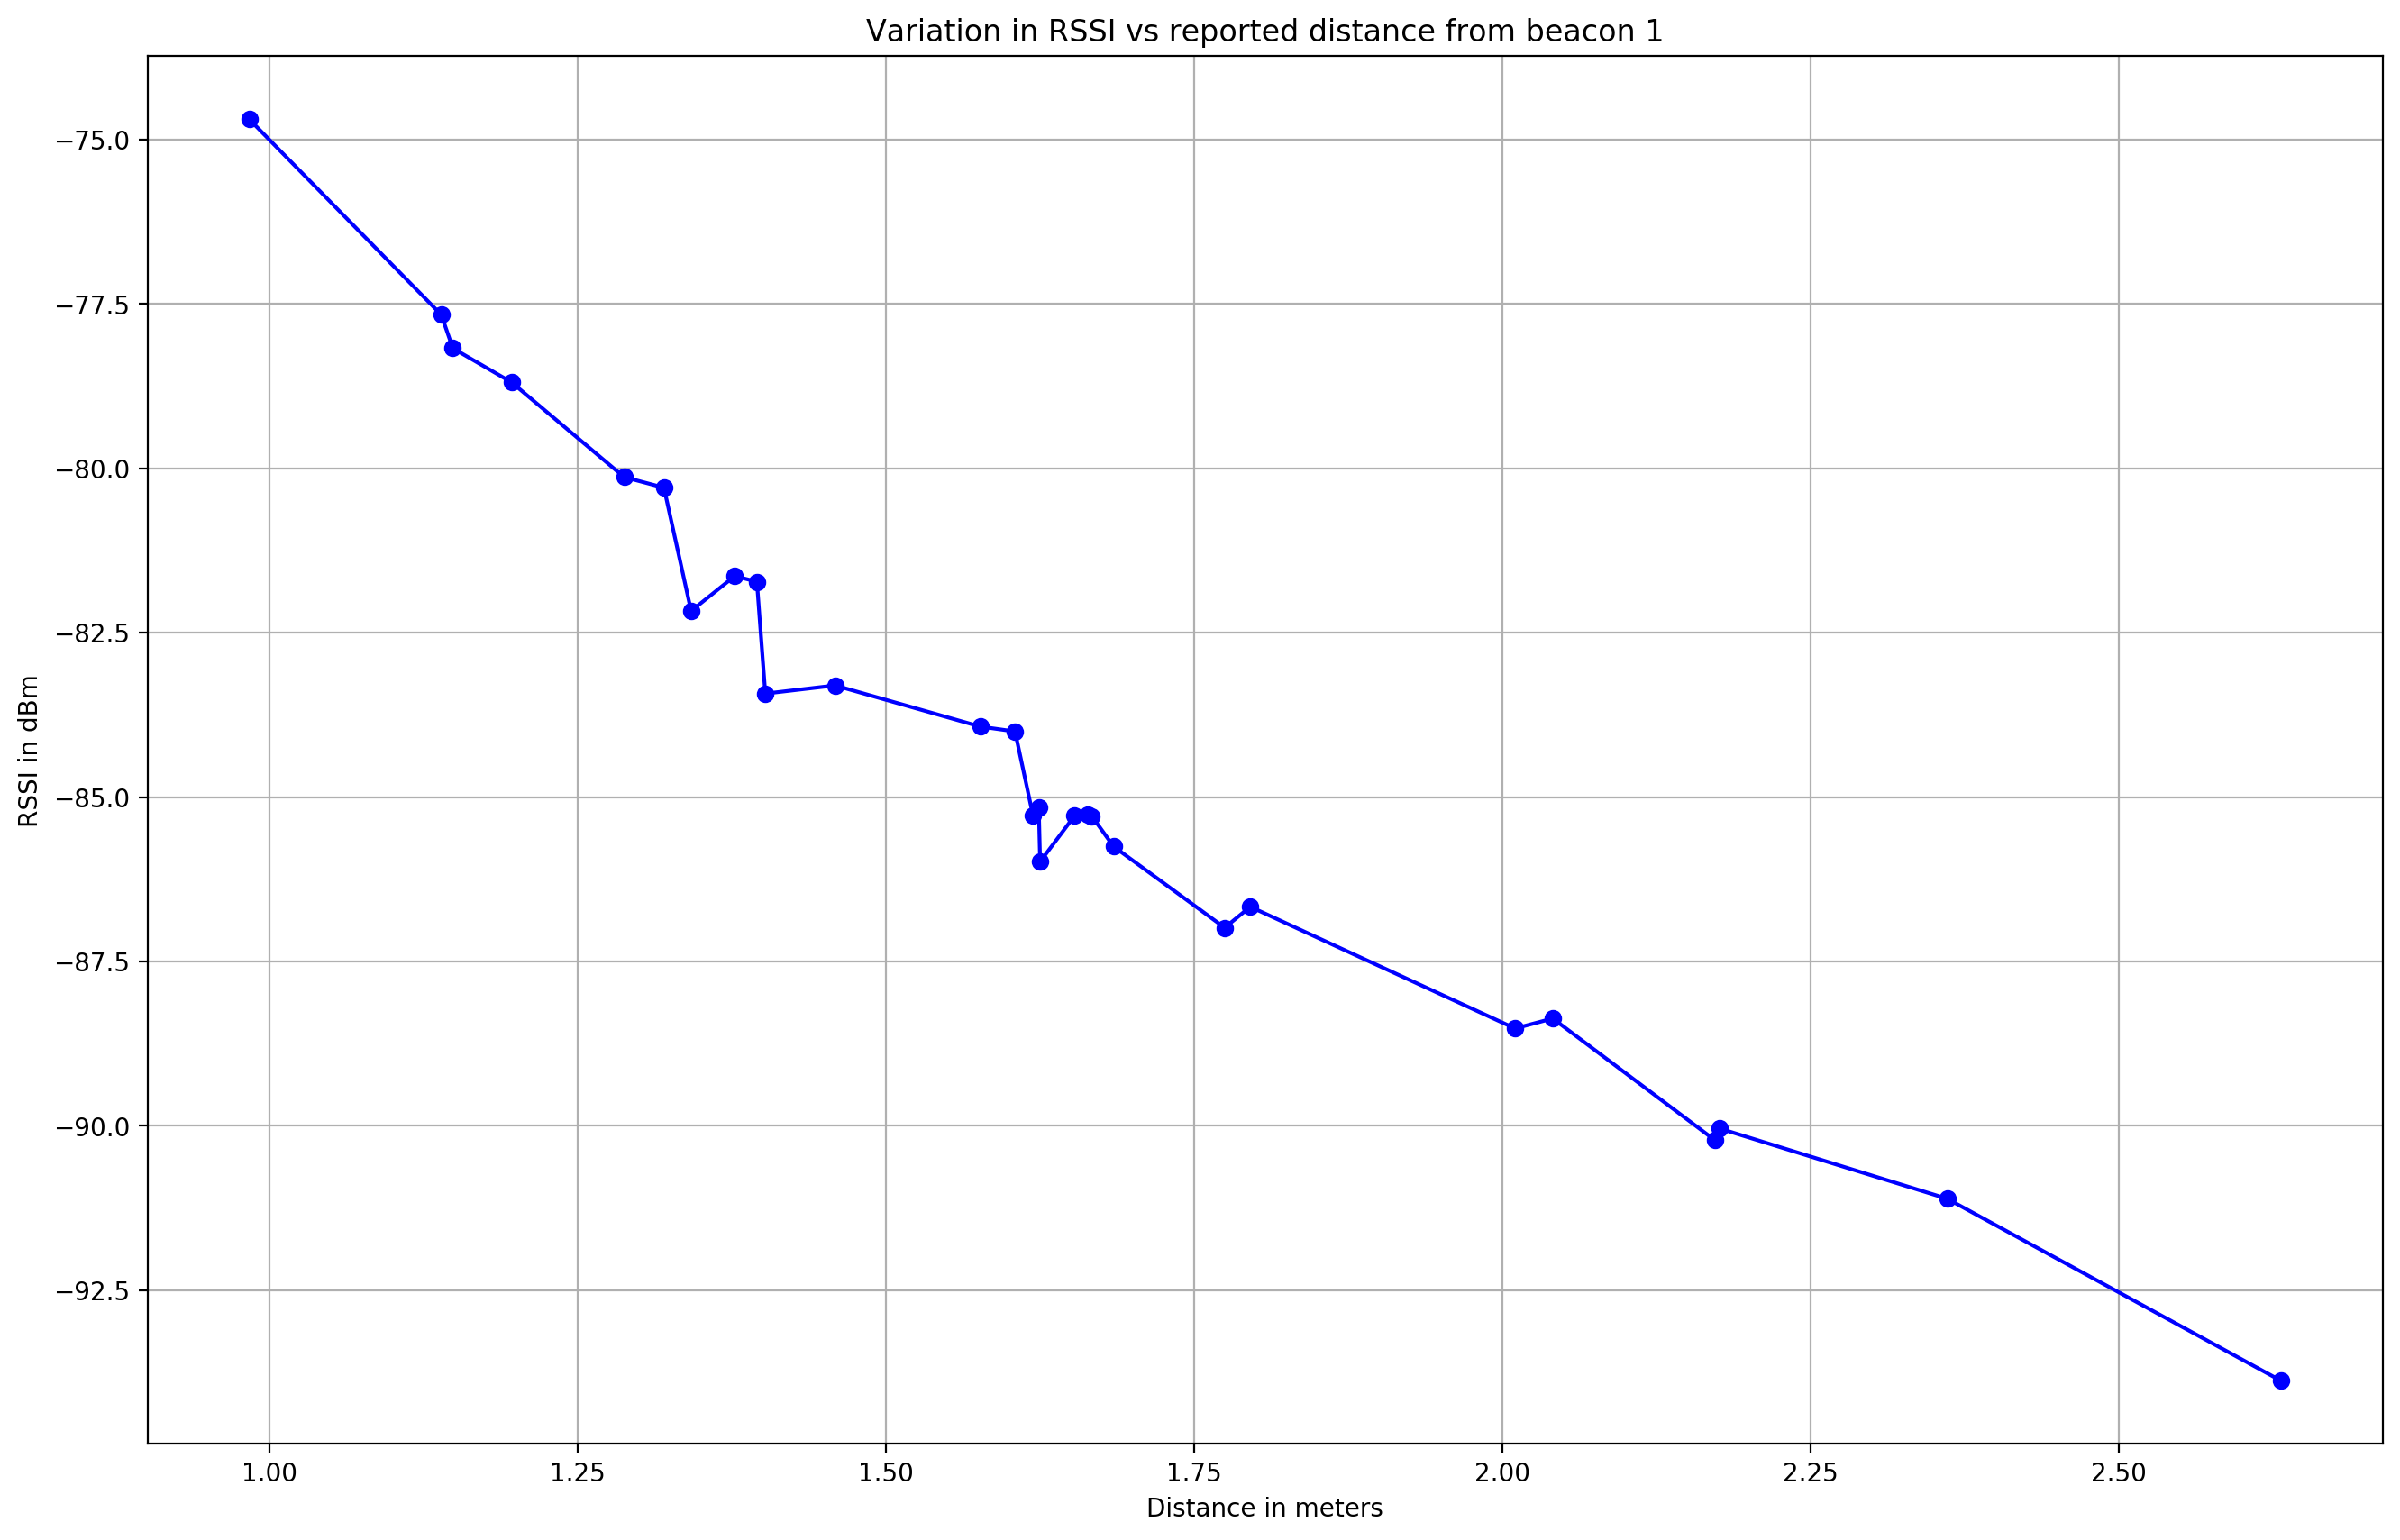 Variation in RSSI vs reported distance from beacon 1
−75.0
−77.5
−80.0
−82.5
−85.0
−87.5
−90.0
−92.5
RSSI in dBm
1.00 1.25 1.50 1.75 2.00 2.25 2.50
Distance in meters